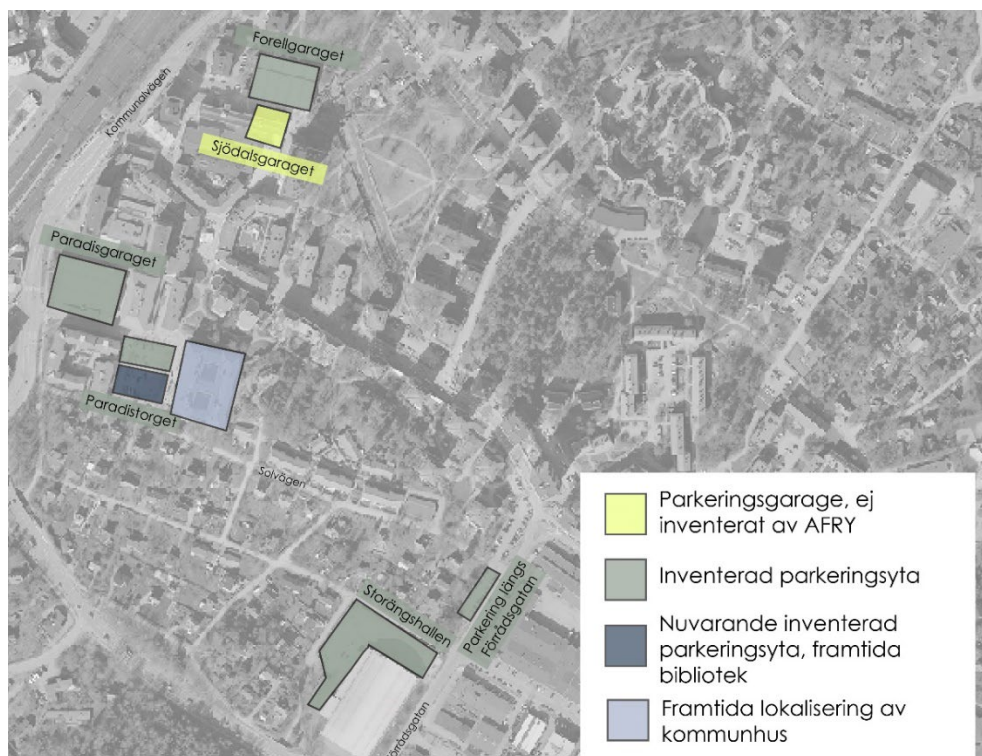 Forellgaraget
Kommunalvägen
Sjödalsgaraget
Paradisgaraget
Paradistorget
Solvägen
Storängshallen
Parkering längs
Förrådsgatan
Förrådsgatan
Parkeringsgarage, ej
inventerat av AFRY
Inventerad parkeringsyta
Nuvarande inventerad
parkeringsyta, framtida
bibliotek
Framtida lokalisering av
kommunhus